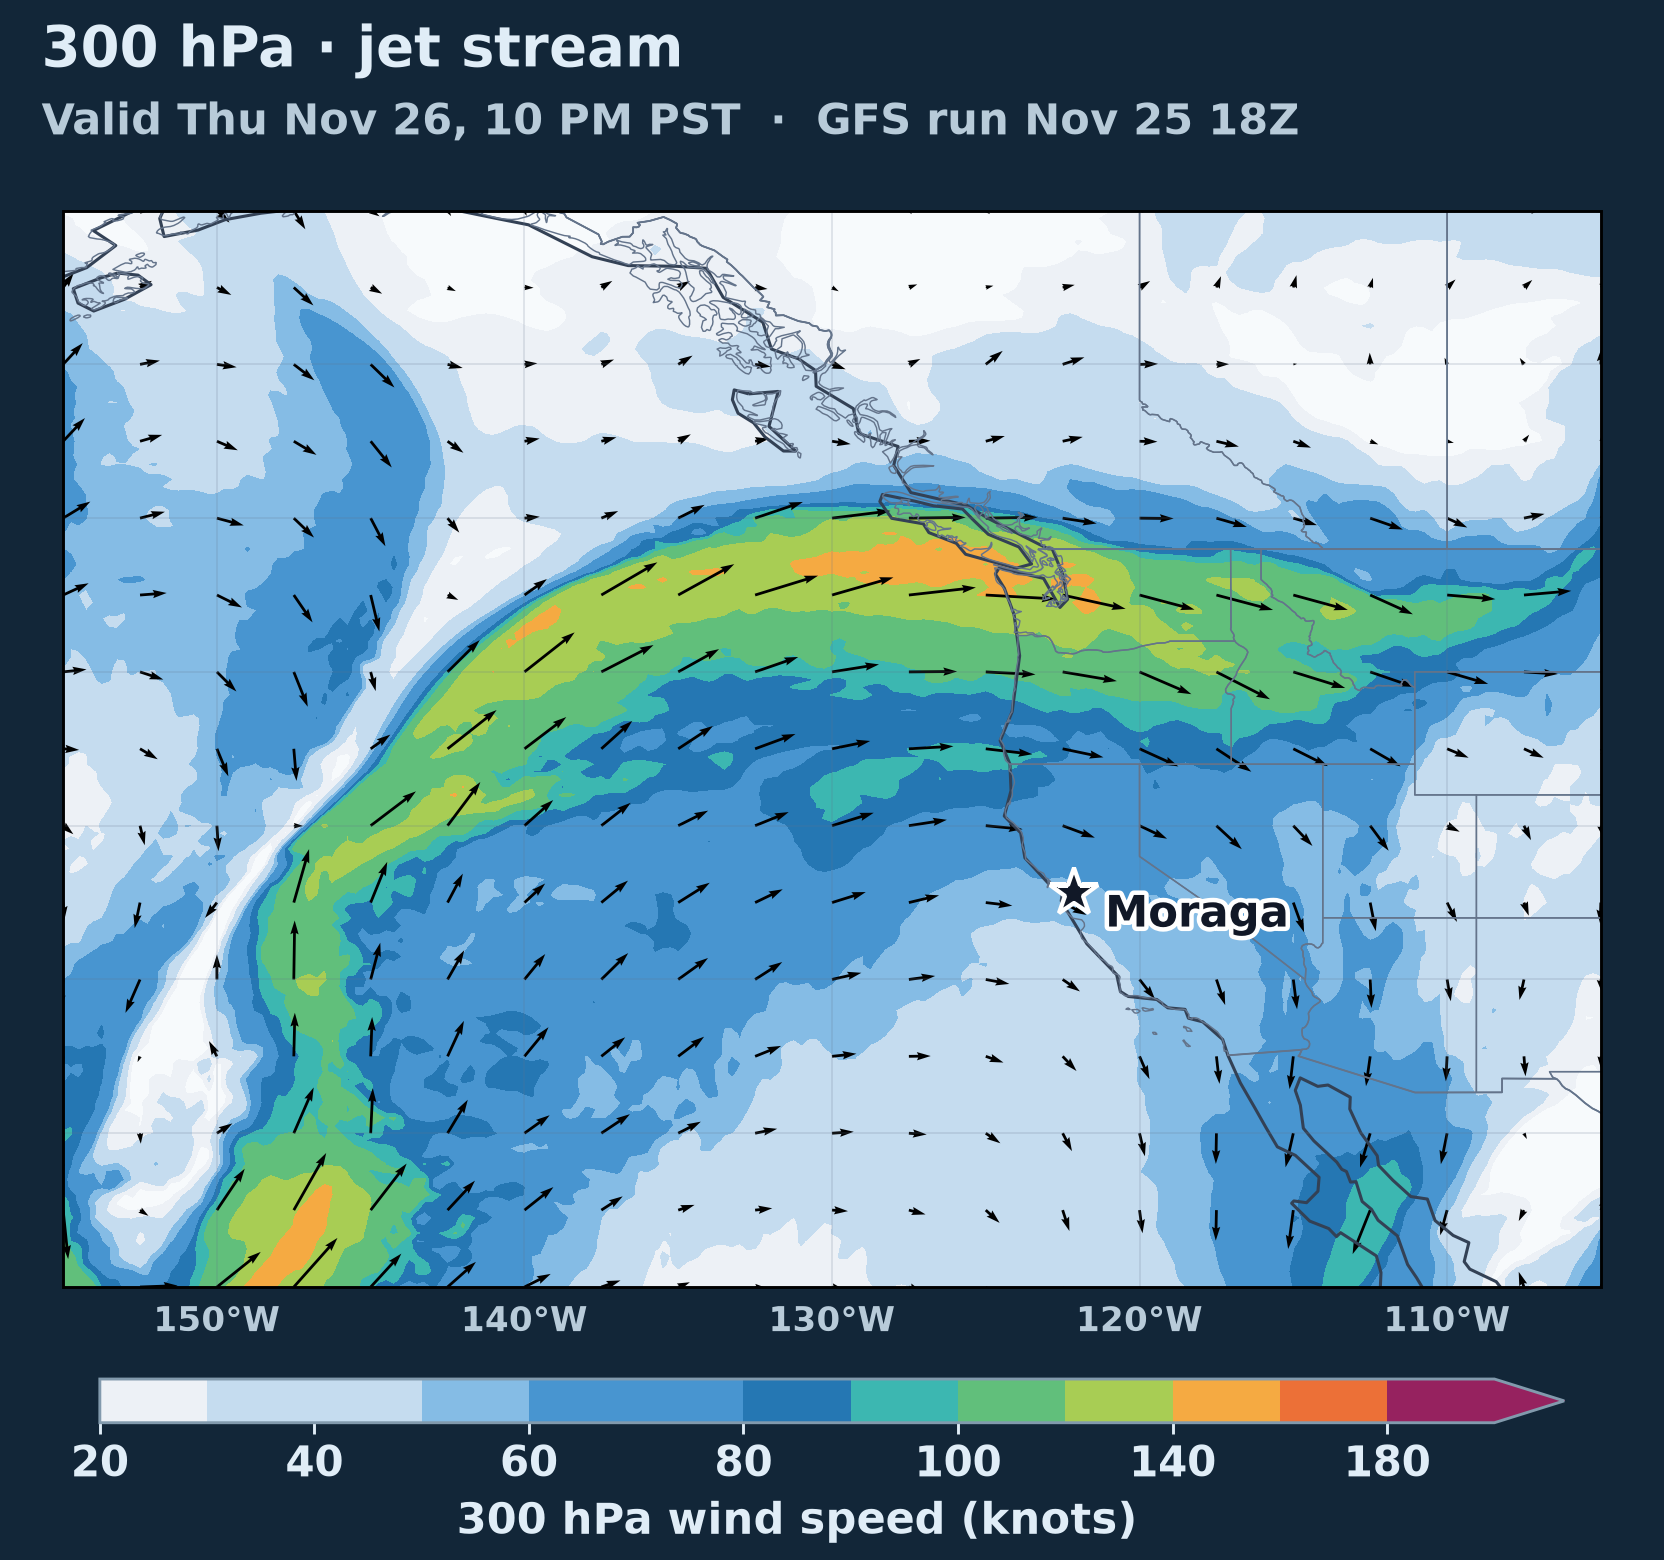 300 hPa · jet stream
Valid Thu Nov 26, 10 PM PST · GFS run Nov 25 18Z
Moraga
150°W 140°W 130°W 120°W 110°W
20 40 60 80 100 140 180
300 hPa wind speed (knots)